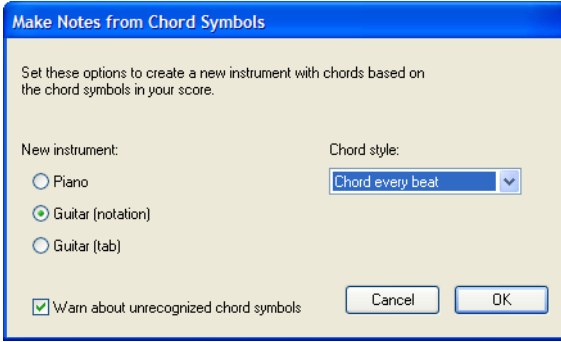 Make Notes from Chord Symbols
Set these options to create a new instrument with chords based on
the chord symbols in your score.
New instrument:
Chord style:
Piano
Chord every beat
Guitar (notation)
Guitar (tab)
Warn about unrecognized chord symbols
Cancel
OK